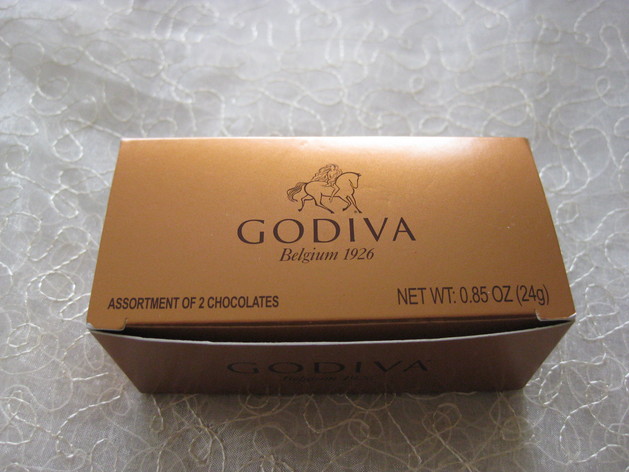 GODIVA
Belgium 1926
ASSORTMENT OF 2 CHOCOLATES
NET WT: 0.85 OZ (24g)
GODIVA